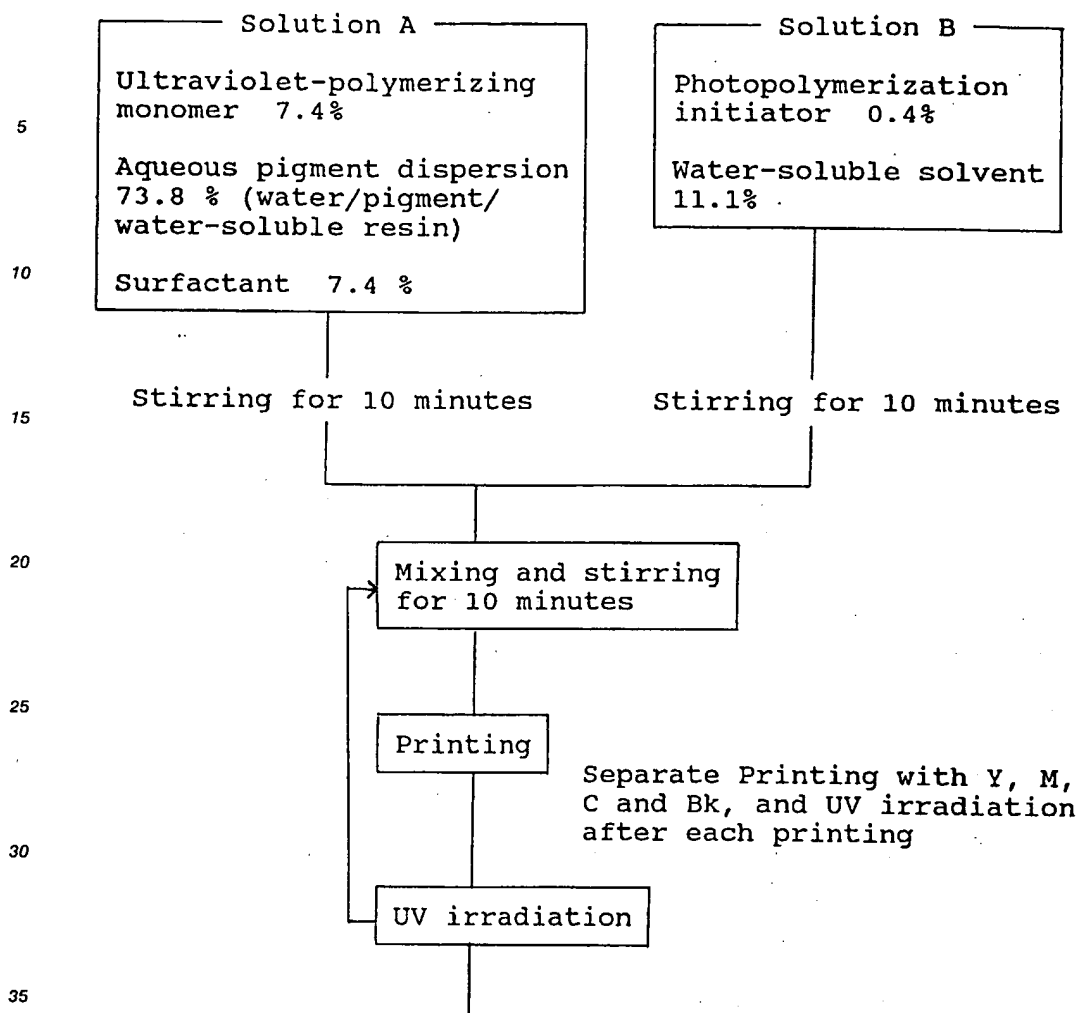 Solution A
Ultraviolet-polymerizing
monomer 7.4%
Aqueous pigment dispersion
73.8 % (water/pigment/
water-soluble resin)
Surfactant 7.4 %
Solution B
Photopolymerization
initiator 0.4%
Water-soluble solvent
11.1%
5
10
Stirring for 10 minutes
Stirring for 10 minutes
15
20
Mixing and stirring
for 10 minutes
25
Printing
Separate Printing with Y, M,
C and Bk, and UV irradiation
after each printing
30
UV irradiation
35